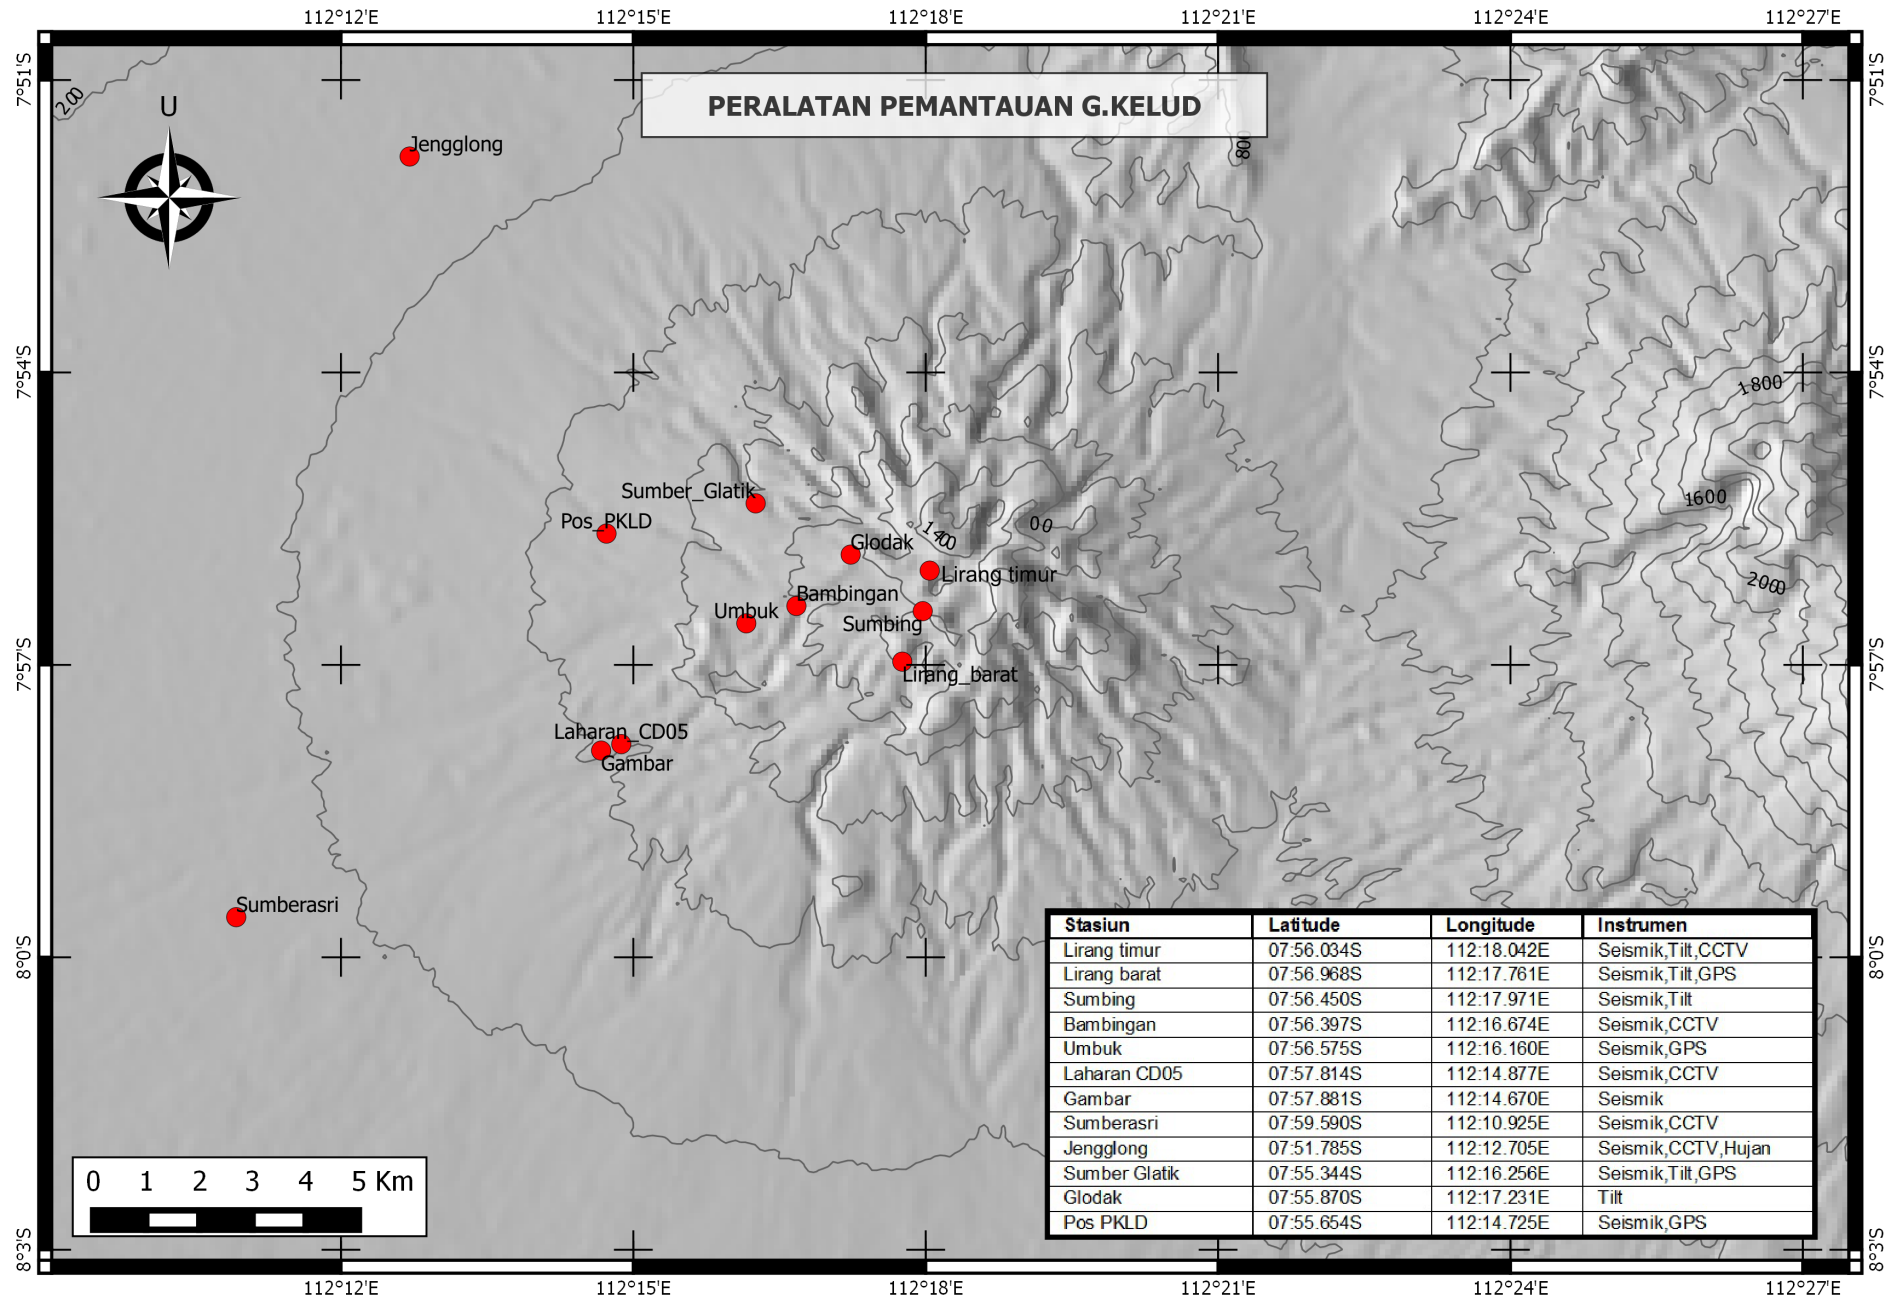 112°12'E 112°15'E 112°18'E 112°21'E 112°24'E 112°27'E
7°51'S 7°51'S
200
U
PERALATAN PEMANTAUAN G.KELUD
800
Jengglong
7°54'S 7°54'S
1800
Sumber_Glatik
1600
Pos_PKLD
1400
00
Glodak
Lirang timur
2000
Bambingan
Umbuk
Sumbing
7°57'S 7°57'S
Lirang_barat
Laharan_CD05
Gambar
Sumberasri
8°0'S 8°0'S
Stasiun Latitude Longitude Instrumen
Lirang timur 07:56.034S 112:18.042E Seismik,Tilt,CCTV
Lirang barat 07:56.968S 112:17.761E Seismik,Tilt,GPS
Sumbing 07:56.450S 112:17.971E Seismik,Tilt
Bambingan 07:56.397S 112:16.674E Seismik,CCTV
Umbuk 07:56.575S 112:16.160E Seismik,GPS
Laharan CD05 07:57.814S 112:14.877E Seismik,CCTV
Gambar 07:57.881S 112:14.670E Seismik
Sumberasri 07:59.590S 112:10.925E Seismik,CCTV
Jengglong 07:51.785S 112:12.705E Seismik,CCTV,Hujan
Sumber Glatik 07:55.344S 112:16.256E Seismik,Tilt,GPS
Glodak 07:55.870S 112:17.231E Tilt
Pos PKLD 07:55.654S 112:14.725E Seismik,GPS
0 1 2 3 4 5 Km
8°3'S 8°3'S
112°12'E 112°15'E 112°18'E 112°21'E 112°24'E 112°27'E